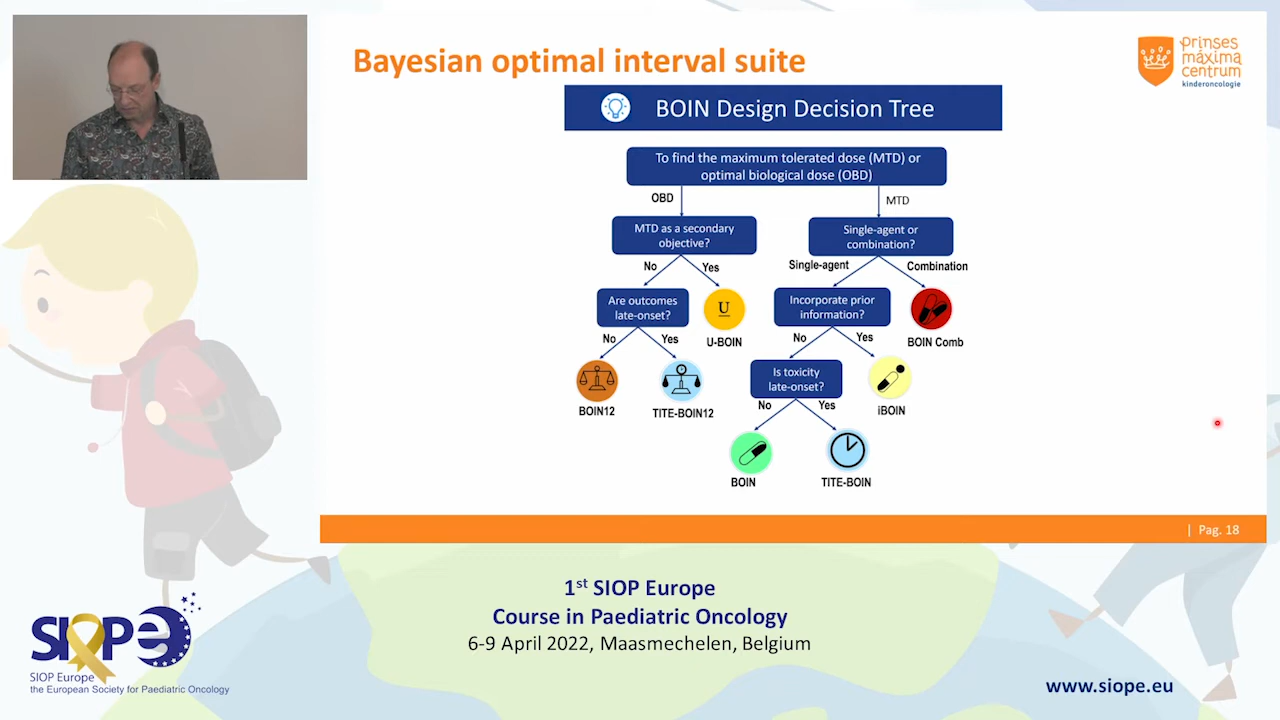 Bayesian optimal interval suite
prinses
máxima
centrum
kinderoncologie
BOIN Design Decision Tree
To find the maximum tolerated dose (MTD) or
optimal biological dose (OBD)
OBD
MTD
MTD as a secondary
objective?
Single-agent or
combination?
No
Yes
Single-agent
Combination
Are outcomes
late-onset?
U
U-BOIN
Incorporate prior
information?
BOIN Comb
No
Yes
No
Yes
BOIN12
TITE-BOIN12
Is toxicity
late-onset?
iBOIN
No
Yes
BOIN
TITE-BOIN
| Pag. 18
1st SIOP Europe
Course in Paediatric Oncology
6-9 April 2022, Maasmechelen, Belgium
SIOPe
SIOP Europe
the European Society for Paediatric Oncology
www.siope.eu